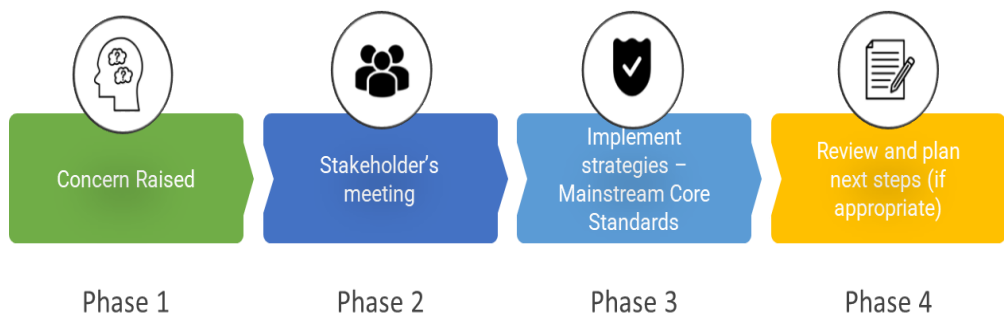 Concern Raised
Stakeholder's
meeting
Implement
strategies –
Mainstream Core
Standards
Review and plan
next steps (if
appropriate)
Phase 1
Phase 2
Phase 3
Phase 4